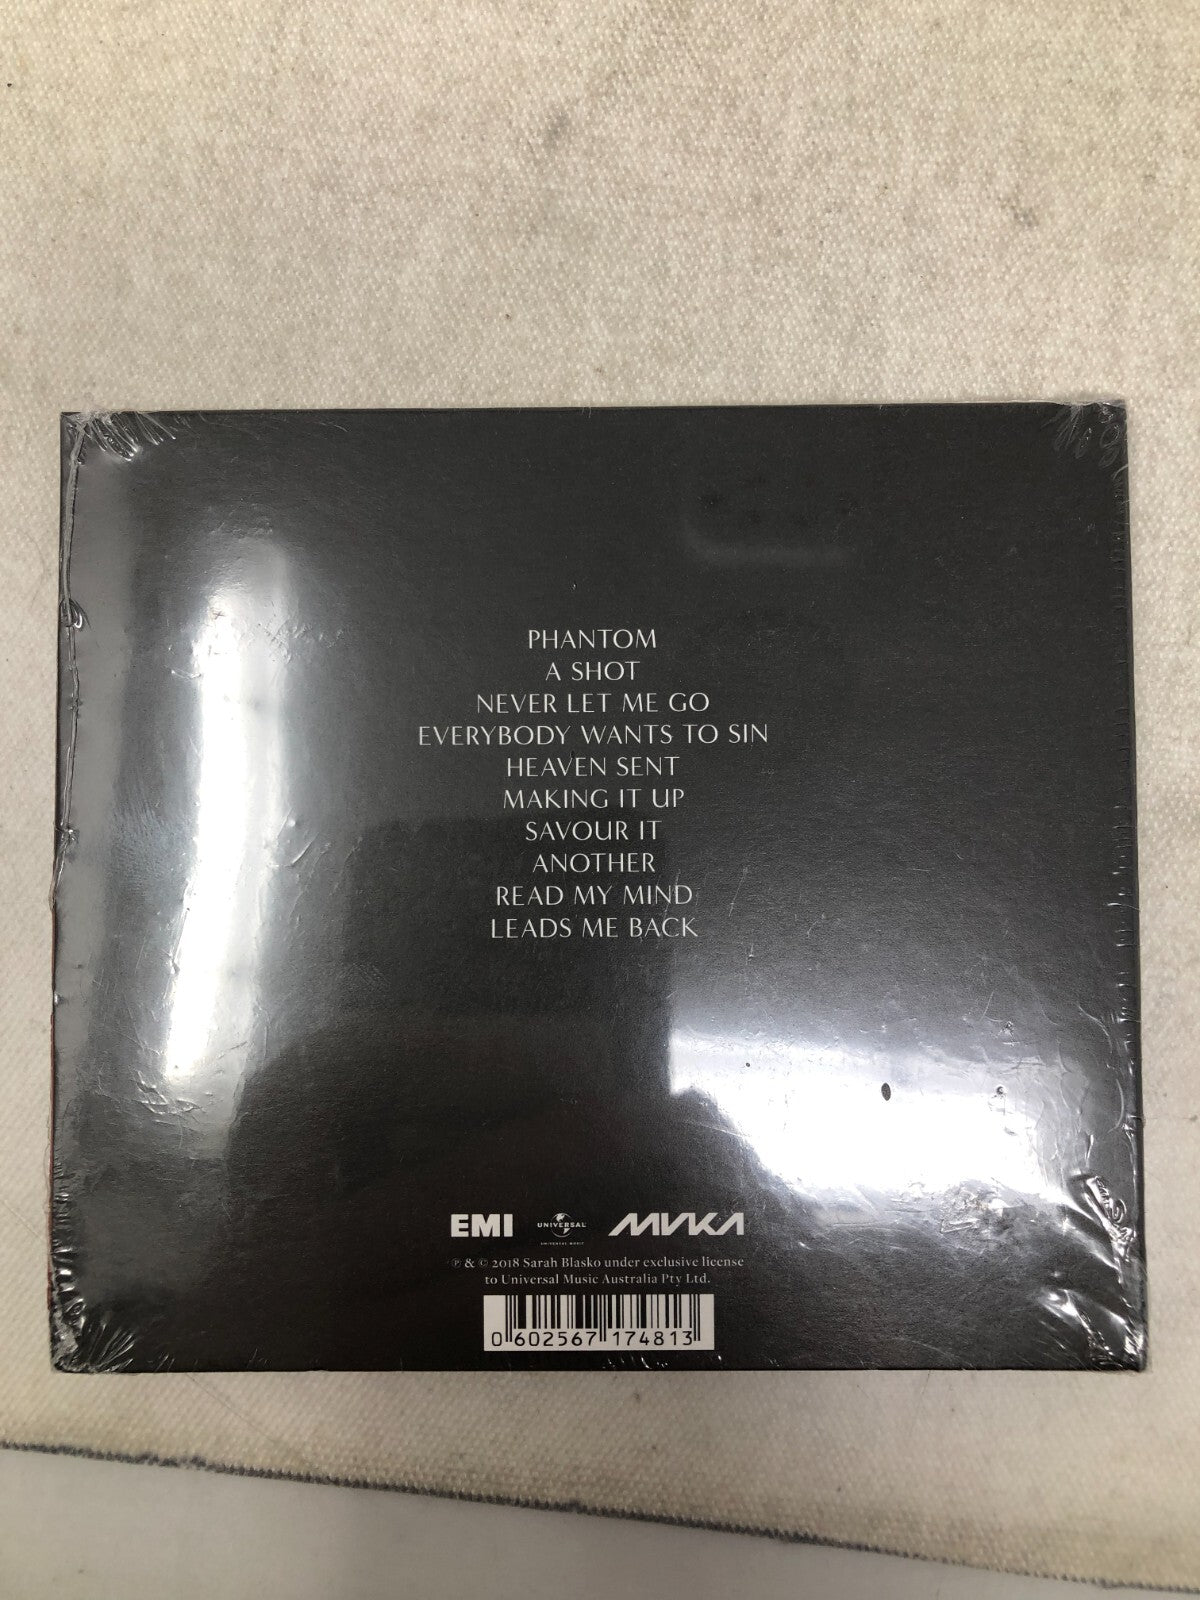 PHANTOM
A SHOT
NEVER LET ME GO
EVERYBODY WANTS TO SIN
HEAVEN SENT
MAKING IT UP
SAVOUR IT
ANOTHER
READ MY MIND
LEADS ME BACK
EMI UNIVERSAL MVKA
UNIVERSAL MUSIC
℗ & © 2018 Sarah Blasko under exclusive license
to Universal Music Australia Pty Ltd.
0 602567 174813